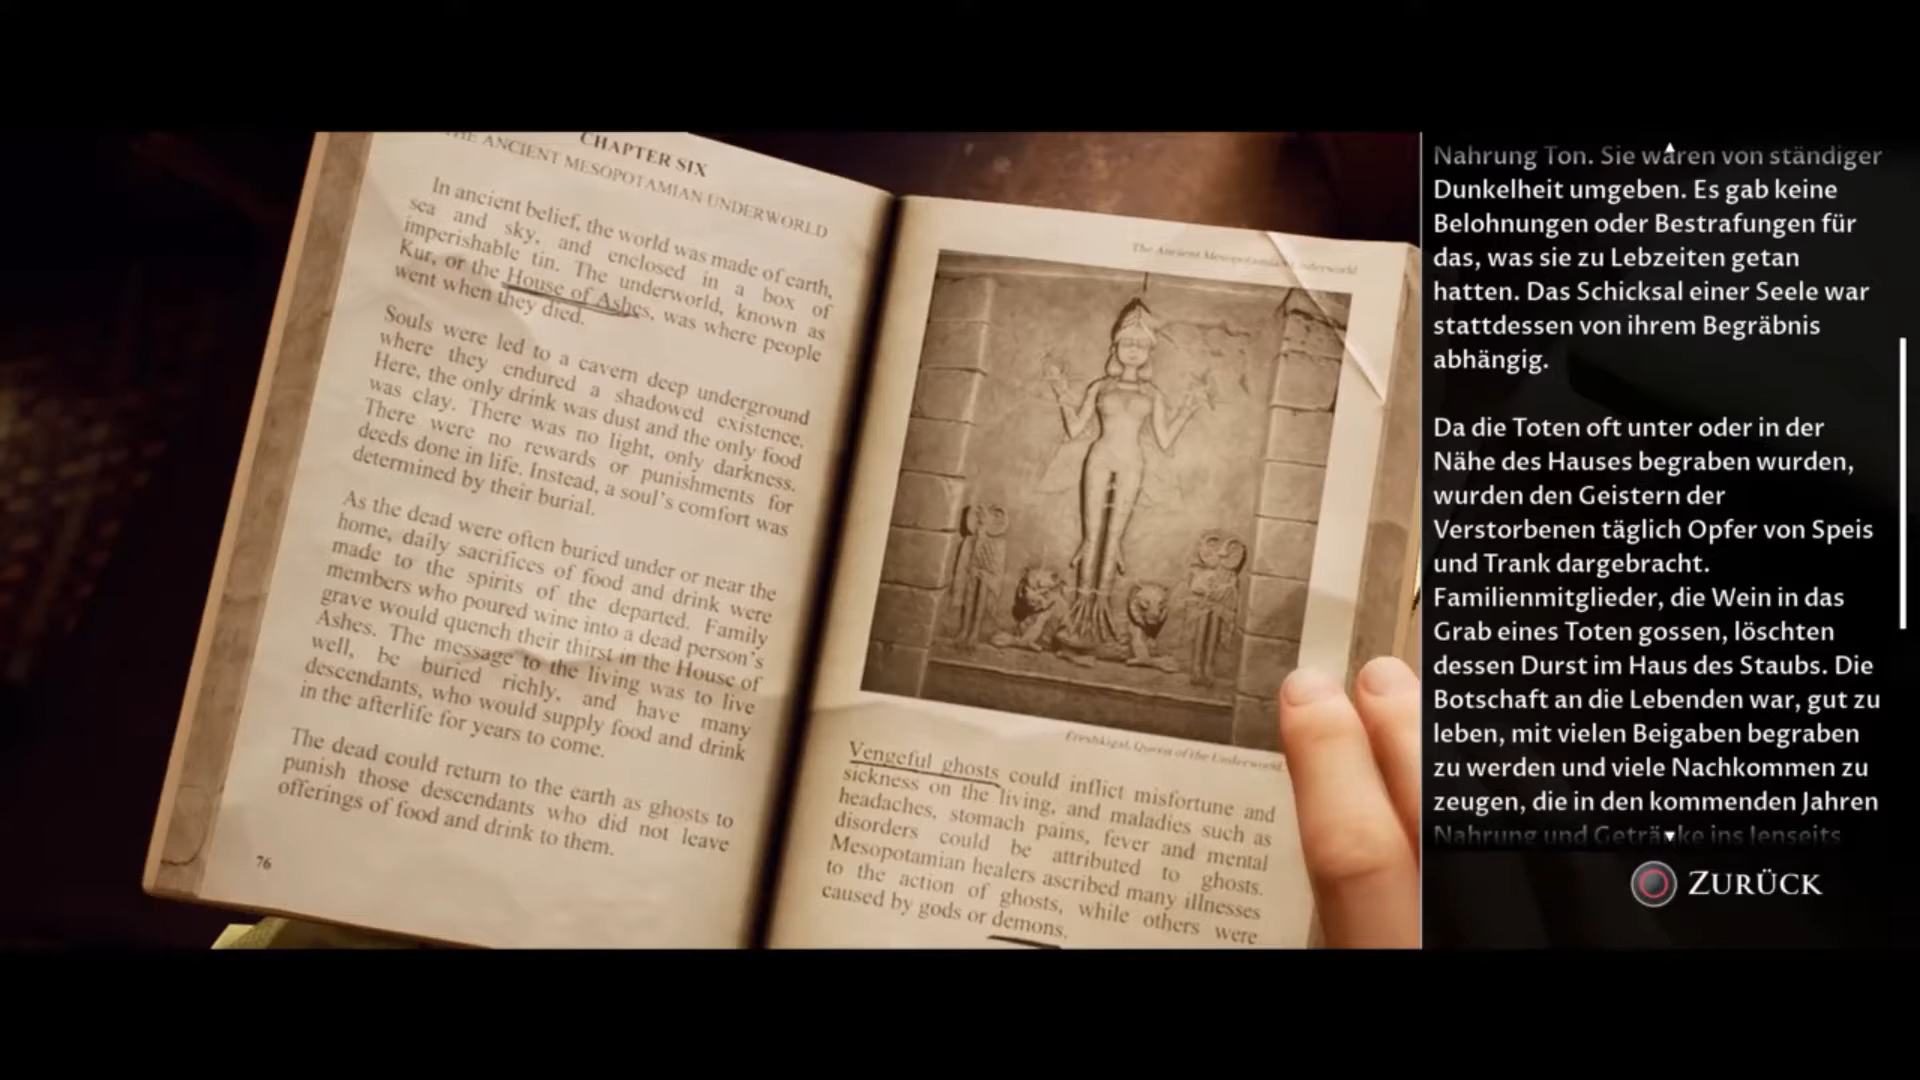 CHAPTER SIX
THE ANCIENT MESOPOTAMIAN UNDERWORLD
In ancient belief, the world was made of earth,
sea and sky, and enclosed in a box of
imperishable tin. The underworld, known as
Kur, or the House of Ashes, was where people
went when they died.
Souls were led to a cavern deep underground
where they endured a shadowed existence.
Here, the only drink was dust and the only food
was clay. There was no light, only darkness.
There were no rewards or punishments for
deeds done in life. Instead, a soul's comfort was
determined by their burial.
As the dead were often buried under or near the
home, daily sacrifices of food and drink were
made to the spirits of the departed. Family
members who poured wine into a dead person's
grave would quench their thirst in the House of
Ashes. The message to the living was to live
well, be buried richly, and have many
descendants, who would supply food and drink
in the afterlife for years to come.
The dead could return to the earth as ghosts to
punish those descendants who did not leave
offerings of food and drink to them.
76
The Ancient Mesopotamian Underworld
Ereshkigal, Queen of the Underworld.
Vengeful ghosts could inflict misfortune and
sickness on the living, and maladies such as
headaches, stomach pains, fever and mental
disorders could be attributed to ghosts.
Mesopotamian healers ascribed many illnesses
to the action of ghosts, while others were
caused by gods or demons.
Nahrung Ton. Sie waren von ständiger
Dunkelheit umgeben. Es gab keine
Belohnungen oder Bestrafungen für
das, was sie zu Lebzeiten getan
hatten. Das Schicksal einer Seele war
stattdessen von ihrem Begräbnis
abhängig.
Da die Toten oft unter oder in der
Nähe des Hauses begraben wurden,
wurden den Geistern der
Verstorbenen täglich Opfer von Speis
und Trank dargebracht.
Familienmitglieder, die Wein in das
Grab eines Toten gossen, löschten
dessen Durst im Haus des Staubs. Die
Botschaft an die Lebenden war, gut zu
leben, mit vielen Beigaben begraben
zu werden und viele Nachkommen zu
zeugen, die in den kommenden Jahren
Nahrung und Getränke ins Jenseits
ZURÜCK